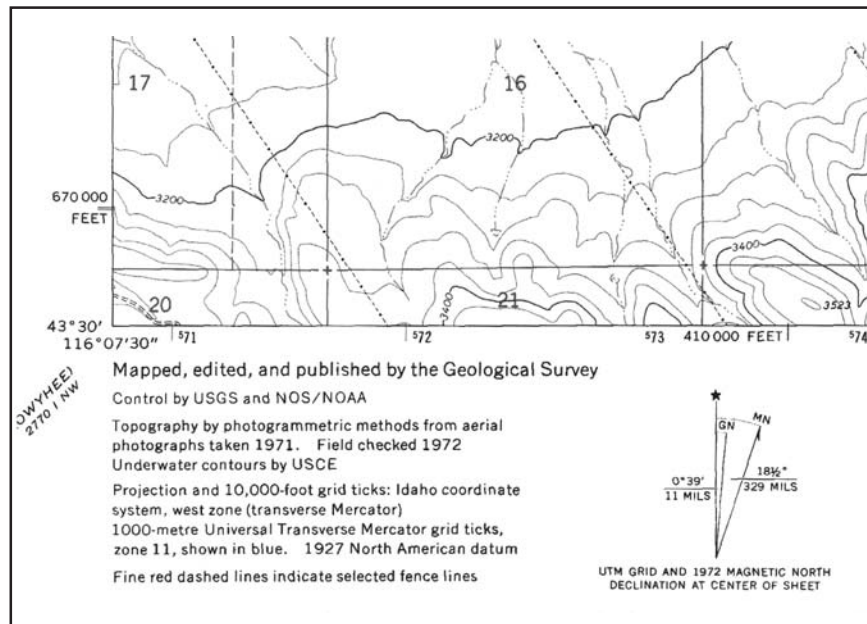 17
16
3200
3200
670 000
FEET
3400
3400
3523
20
21
43°30'
116°07'30"
571
572
573
410 000 FEET
574
(OWYHEE)
2770 I NW
Mapped, edited, and published by the Geological Survey
Control by USGS and NOS/NOAA
Topography by photogrammetric methods from aerial
photographs taken 1971. Field checked 1972
Underwater contours by USCE
Projection and 10,000-foot grid ticks: Idaho coordinate
system, west zone (transverse Mercator)
1000-metre Universal Transverse Mercator grid ticks,
zone 11, shown in blue. 1927 North American datum
Fine red dashed lines indicate selected fence lines
★
GN
MN
0°39'
11 MILS
18½°
329 MILS
UTM GRID AND 1972 MAGNETIC NORTH
DECLINATION AT CENTER OF SHEET